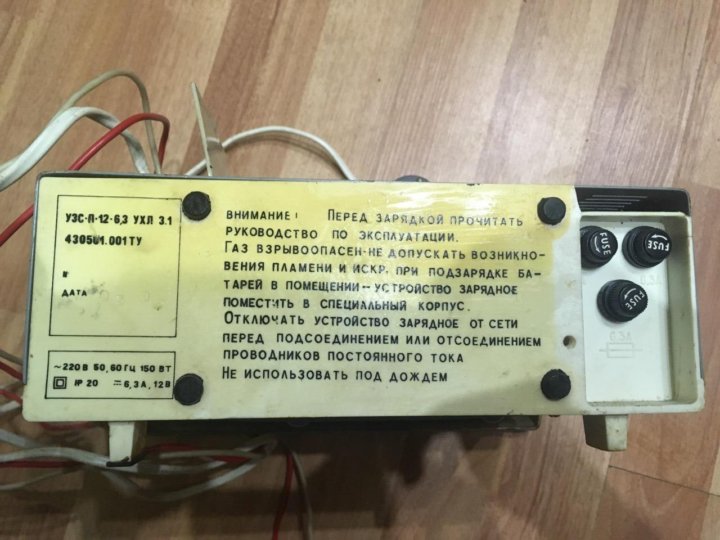 УЗС-П-12-6,3 УХЛ 3.1
430501.001ТУ
№
ДАТА
~220 В 50,60 Гц 150 ВТ
IP 20 ⎓ 6,3А, 12В
ВНИМАНИЕ! ПЕРЕД ЗАРЯДКОЙ ПРОЧИТАТЬ
РУКОВОДСТВО ПО ЭКСПЛУАТАЦИИ.
ГАЗ ВЗРЫВООПАСЕН-НЕ ДОПУСКАТЬ ВОЗНИКНО-
ВЕНИЯ ПЛАМЕНИ И ИСКР. ПРИ ПОДЗАРЯДКЕ БА-
ТАРЕЙ В ПОМЕЩЕНИИ-УСТРОЙСТВО ЗАРЯДНОЕ
ПОМЕСТИТЬ В СПЕЦИАЛЬНЫЙ КОРПУС.
ОТКЛЮЧАТЬ УСТРОЙСТВО ЗАРЯДНОЕ ОТ СЕТИ
ПЕРЕД ПОДСОЕДИНЕНИЕМ ИЛИ ОТСОЕДИНЕНИЕМ
ПРОВОДНИКОВ ПОСТОЯННОГО ТОКА
НЕ ИСПОЛЬЗОВАТЬ ПОД ДОЖДЕМ
FUSE
FUSE
FUSE
6,3А